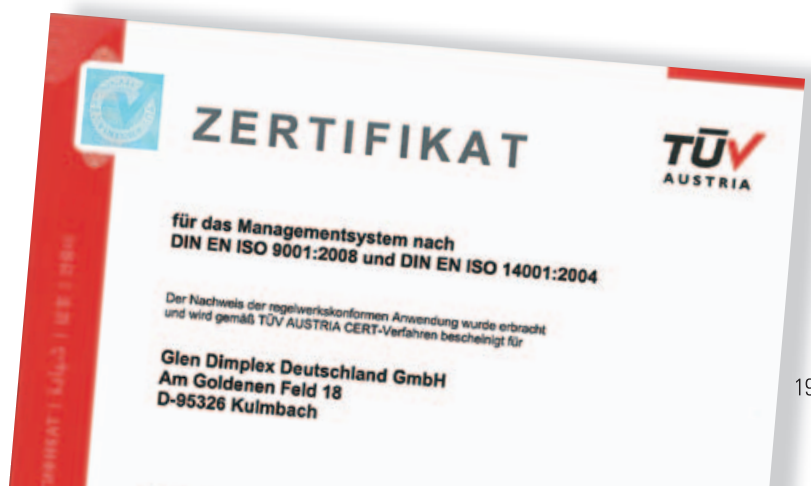 ZERTIFIKAT
TÜV
AUSTRIA
für das Managementsystem nach
DIN EN ISO 9001:2008 und DIN EN ISO 14001:2004
Der Nachweis der regelwerkskonformen Anwendung wurde erbracht
und wird gemäß TÜV AUSTRIA CERT-Verfahren bescheinigt für
Glen Dimplex Deutschland GmbH
Am Goldenen Feld 18
D-95326 Kulmbach
19